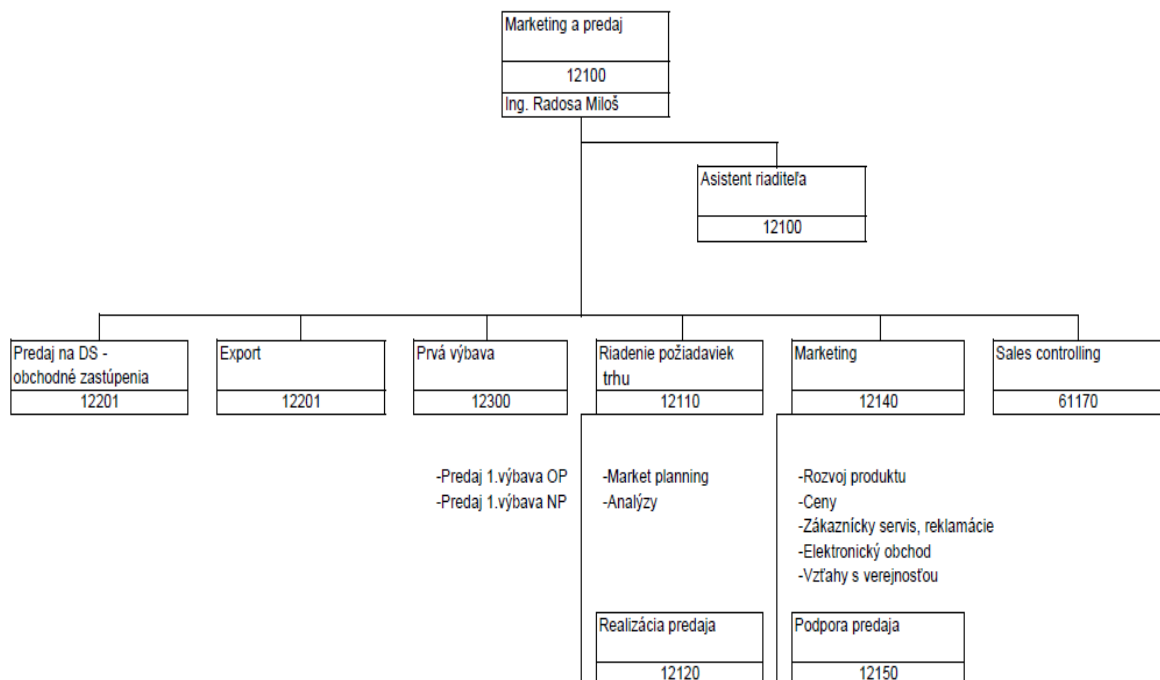 Marketing a predaj
12100
Ing. Radosa Miloš
Asistent riaditeľa
12100
Predaj na DS -
obchodné zastúpenia
12201
Export
12201
Prvá výbava
12300
Riadenie požiadaviek
trhu
12110
Marketing
12140
Sales controlling
61170
-Predaj 1.výbava OP
-Predaj 1.výbava NP
-Market planning
-Analýzy
-Rozvoj produktu
-Ceny
-Zákaznícky servis, reklamácie
-Elektronický obchod
-Vzťahy s verejnosťou
Realizácia predaja
12120
Podpora predaja
12150